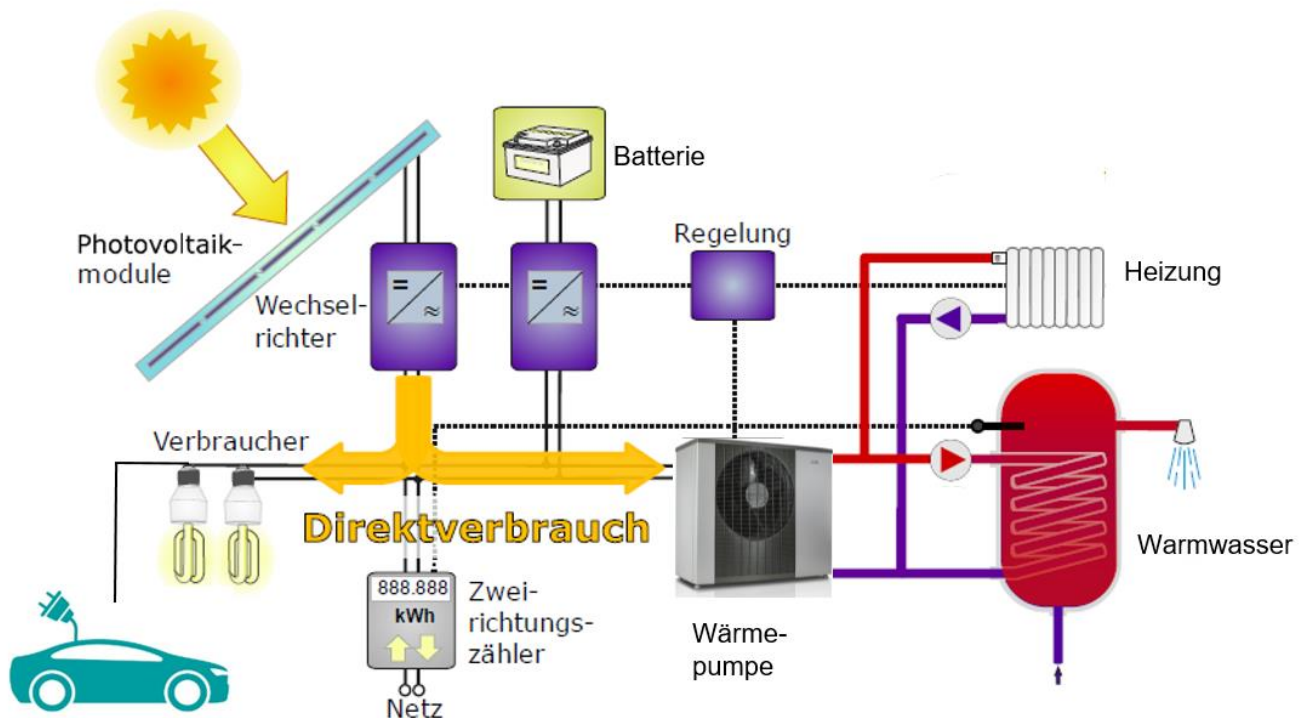 Batterie
Photovoltaik-
module
Regelung
Heizung
Wechsel-
richter
=
≈
=
≈
Verbraucher
Direktverbrauch
Warmwasser
888.888
kWh
Zwei-
richtungs-
zähler
Wärme-
pumpe
Netz